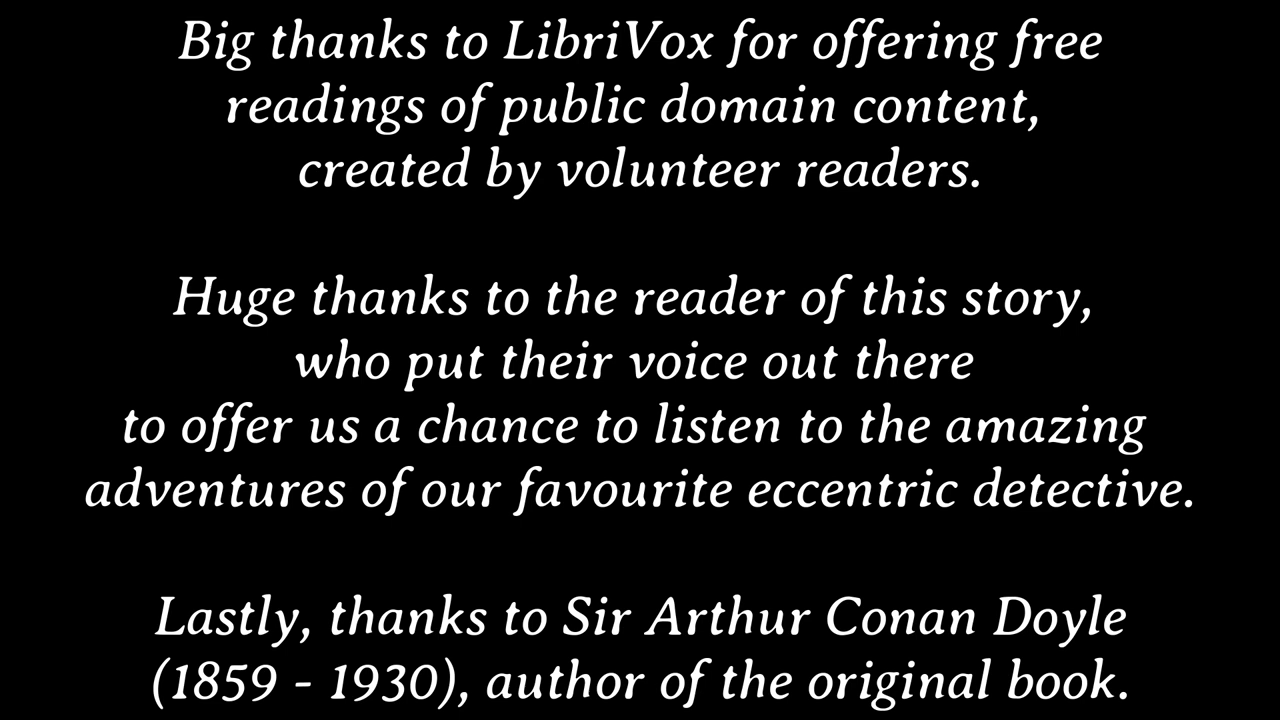 Big thanks to LibriVox for offering free
readings of public domain content,
created by volunteer readers.
Huge thanks to the reader of this story,
who put their voice out there
to offer us a chance to listen to the amazing
adventures of our favourite eccentric detective.
Lastly, thanks to Sir Arthur Conan Doyle
(1859 - 1930), author of the original book.